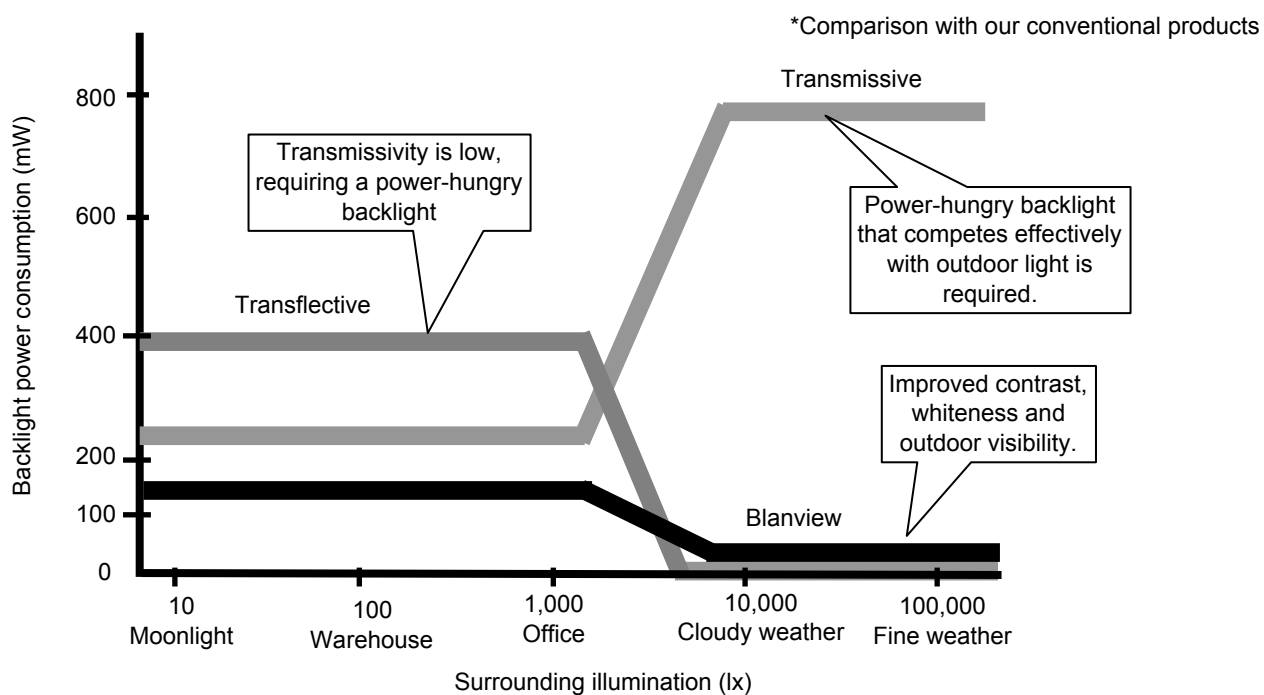 *Comparison with our conventional products
Transmissive
800
Transmissivity is low,
requiring a power-hungry
backlight
Power-hungry backlight
that competes effectively
with outdoor light is
required.
600
Backlight power consumption (mW)
Transflective
400
Improved contrast,
whiteness and
outdoor visibility.
200
100
Blanview
0
10
100
1,000
10,000
100,000
Moonlight
Warehouse
Office
Cloudy weather
Fine weather
Surrounding illumination (lx)